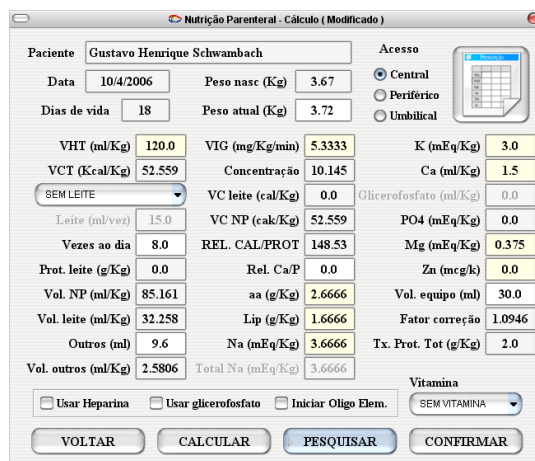 Nutrição Parenteral - Cálculo ( Modificado )
Paciente Gustavo Henrique Schwambach Acesso
Data 10/4/2006 Peso nasc (Kg) 3.67 Central
Periférico
Dias de vida 18 Peso atual (Kg) 3.72 Umbilical
Prescrição
VHT (ml/Kg) 120.0 VIG (mg/Kg/min) 5.3333 K (mEq/Kg) 3.0
VCT (Kcal/Kg) 52.559 Concentração 10.145 Ca (ml/Kg) 1.5
SEM LEITE VC leite (cal/Kg) 0.0 Glicerofosfato (ml/Kg) 0.0
Leite (ml/vez) 15.0 VC NP (cak/Kg) 52.559 PO4 (mEq/Kg) 0.0
Vezes ao dia 8.0 REL. CAL/PROT 148.53 Mg (mEq/Kg) 0.375
Prot. leite (g/Kg) 0.0 Rel. Ca/P 0.0 Zn (mcg/k) 0.0
Vol. NP (ml/Kg) 85.161 aa (g/Kg) 2.6666 Vol. equipo (ml) 30.0
Vol. leite (ml/Kg) 32.258 Lip (g/Kg) 1.6666 Fator correção 1.0946
Outros (ml) 9.6 Na (mEq/Kg) 3.6666 Tx. Prot. Tot (g/Kg) 2.0
Vol. outros (ml/Kg) 2.5806 Total Na (mEq/Kg) 3.6666
Vitamina
Usar Heparina Usar glicerofosfato Iniciar Oligo Elem. SEM VITAMINA
VOLTAR CALCULAR PESQUISAR CONFIRMAR